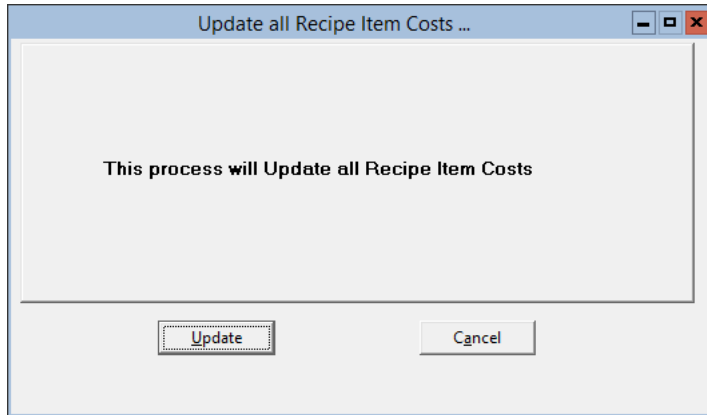 Update all Recipe Item Costs ...
This process will Update all Recipe Item Costs
Update
Cancel